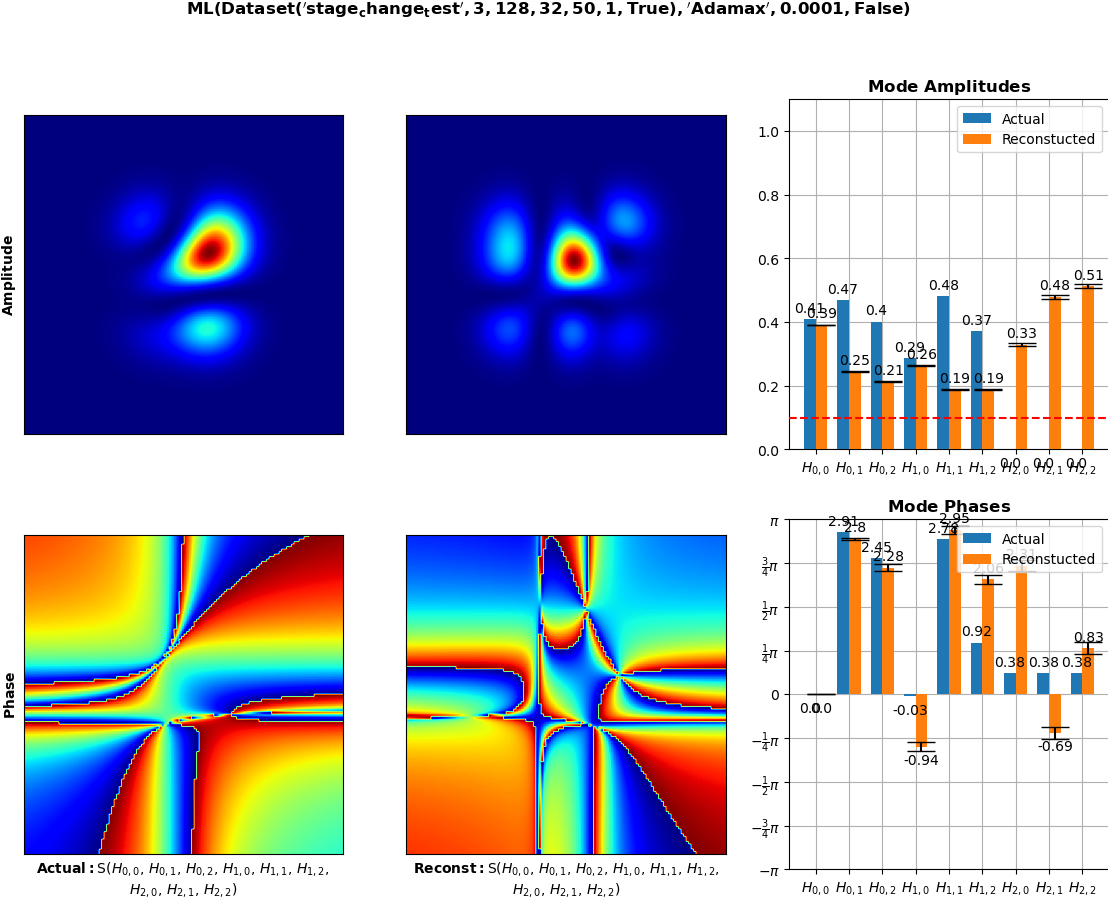 ML(Dataset('stage_change_test', 3, 128, 32, 50, 1, True), 'Adamax', 0.0001, False)
Amplitude
Mode Amplitudes
Actual
Reconstucted
1.0
0.8
0.6
0.4
0.2
0.0
0.41
0.39
0.47
0.25
0.4
0.21
0.29
0.26
0.48
0.19
0.37
0.19
0.33
0.48
0.51
0.0
0.0
0.0
H0,0 H0,1 H0,2 H1,0 H1,1 H1,2 H2,0 H2,1 H2,2
Phase
Mode Phases
Actual
Reconstucted
π
3/4π
1/2π
1/4π
0
−1/4π
−1/2π
−3/4π
−π
0.0
0.0
2.91
2.8
2.45
2.28
-0.03
-0.94
2.78
2.95
0.92
2.06
0.38
2.31
0.38
-0.69
0.38
0.83
H0,0 H0,1 H0,2 H1,0 H1,1 H1,2 H2,0 H2,1 H2,2
Actual: S(H0,0, H0,1, H0,2, H1,0, H1,1, H1,2,
H2,0, H2,1, H2,2)
Reconst: S(H0,0, H0,1, H0,2, H1,0, H1,1, H1,2,
H2,0, H2,1, H2,2)